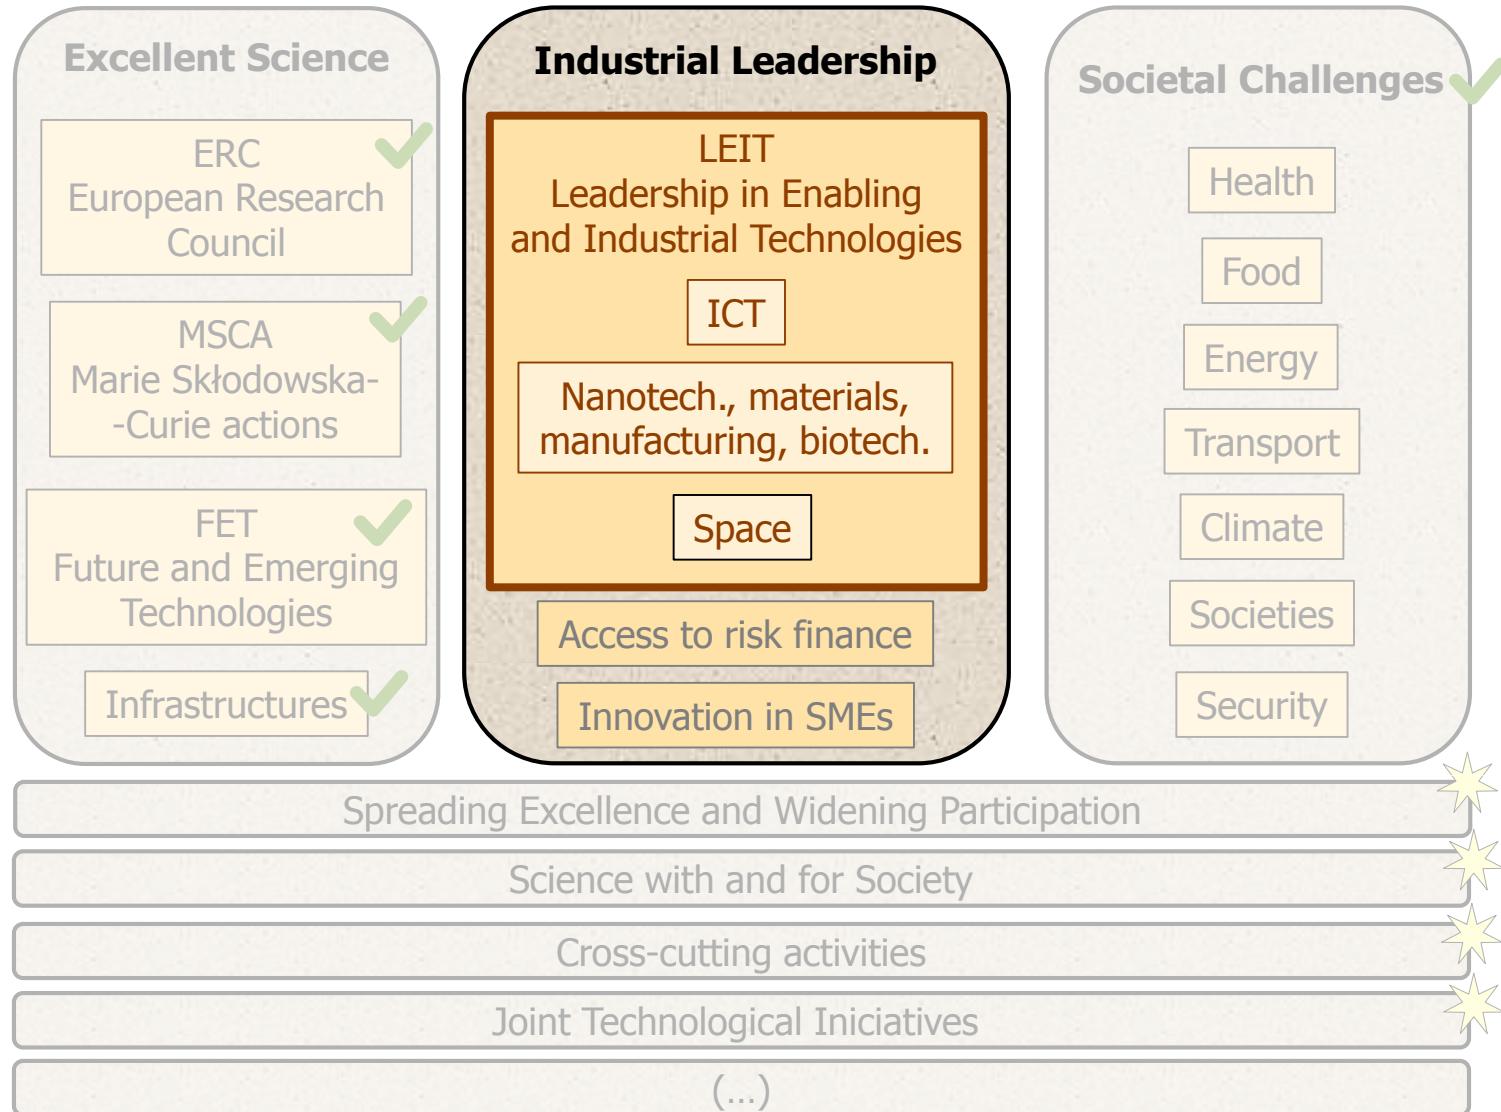 Excellent Science
ERC
European Research
Council
MSCA
Marie Skłodowska-
-Curie actions
FET
Future and Emerging
Technologies
Infrastructures
Industrial Leadership
LEIT
Leadership in Enabling
and Industrial Technologies
ICT
Nanotech., materials,
manufacturing, biotech.
Space
Access to risk finance
Innovation in SMEs
Societal Challenges
Health
Food
Energy
Transport
Climate
Societies
Security
Spreading Excellence and Widening Participation
Science with and for Society
Cross-cutting activities
Joint Technological Iniciatives
(...)